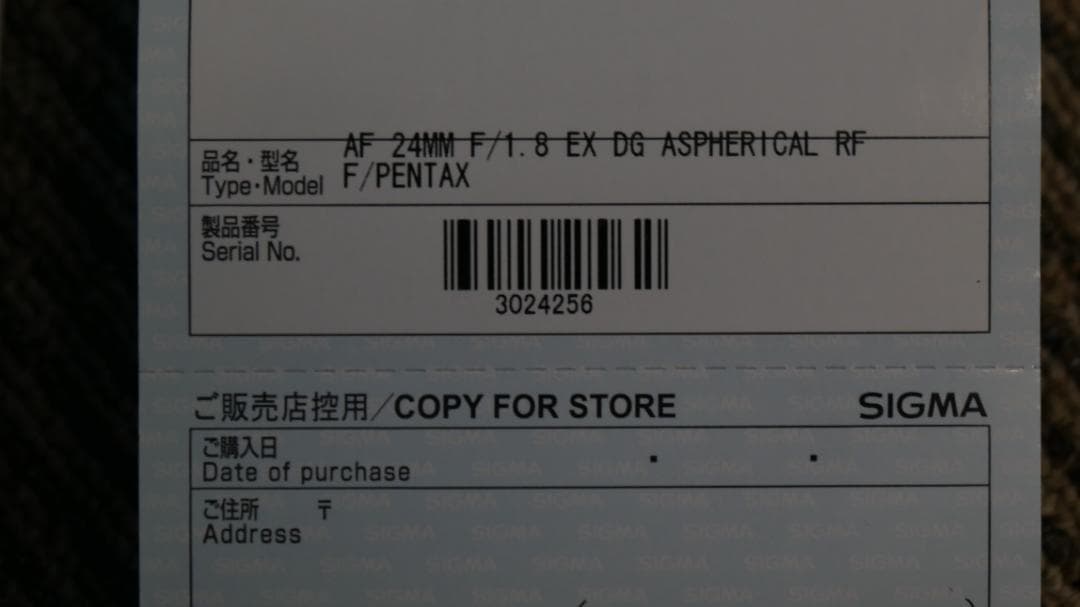 品名・型名
Type・Model
AF 24MM F/1.8 EX DG ASPHERICAL RF
F/PENTAX
製品番号
Serial No.
3024256
ご販売店控用/COPY FOR STORE
SIGMA
ご購入日
Date of purchase
・ ・
ご住所 〒
Address